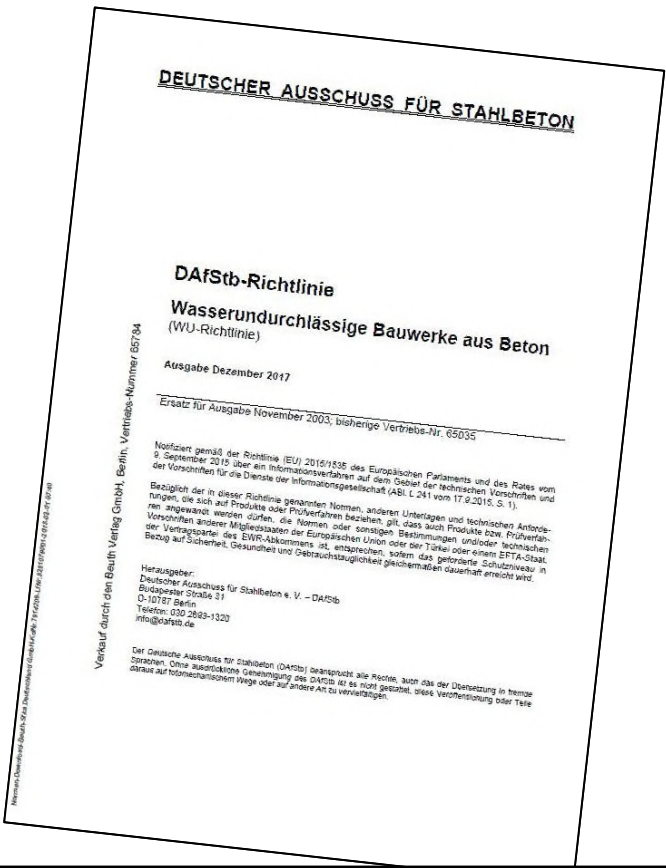 DEUTSCHER AUSSCHUSS FÜR STAHLBETON
DAfStb-Richtlinie
Wasserundurchlässige Bauwerke aus Beton
(WU-Richtlinie)
Ausgabe Dezember 2017
Ersatz für Ausgabe November 2003; bisherige Vertriebs-Nr. 65035
Notifiziert gemäß der Richtlinie (EU) 2015/1535 des Europäischen Parlaments und des Rates vom
9. September 2015 über ein Informationsverfahren auf dem Gebiet der technischen Vorschriften und
der Vorschriften für die Dienste der Informationsgesellschaft (ABl. L 241 vom 17.9.2015, S. 1).
Bezüglich der in dieser Richtlinie genannten Normen, anderen Unterlagen und technischen Anforde-
rungen, die sich auf Produkte oder Prüfverfahren beziehen, gilt, dass auch Produkte bzw. Prüfverfah-
ren angewandt werden dürfen, die Normen oder sonstigen Bestimmungen und/oder technischen
Vorschriften anderer Mitgliedstaaten der Europäischen Union oder der Türkei oder einem EFTA-Staat,
der Vertragspartei des EWR-Abkommens ist, entsprechen, sofern das geforderte Schutzniveau in
Bezug auf Sicherheit, Gesundheit und Gebrauchstauglichkeit gleichermaßen dauerhaft erreicht wird.
Herausgeber:
Deutscher Ausschuss für Stahlbeton e. V. – DAfStb
Budapester Straße 31
D-10787 Berlin
Telefon: 030 2693-1320
info@dafstb.de
Der Deutsche Ausschuss für Stahlbeton (DAfStb) beansprucht alle Rechte, auch das der Übersetzung in fremde
Sprachen. Ohne ausdrückliche Genehmigung des DAfStb ist es nicht gestattet, diese Veröffentlichung oder Teile
daraus auf fotomechanischem Wege oder auf andere Art zu vervielfältigen.
Verkauf durch den Beuth Verlag GmbH, Berlin, Vertriebs-Nummer 65784